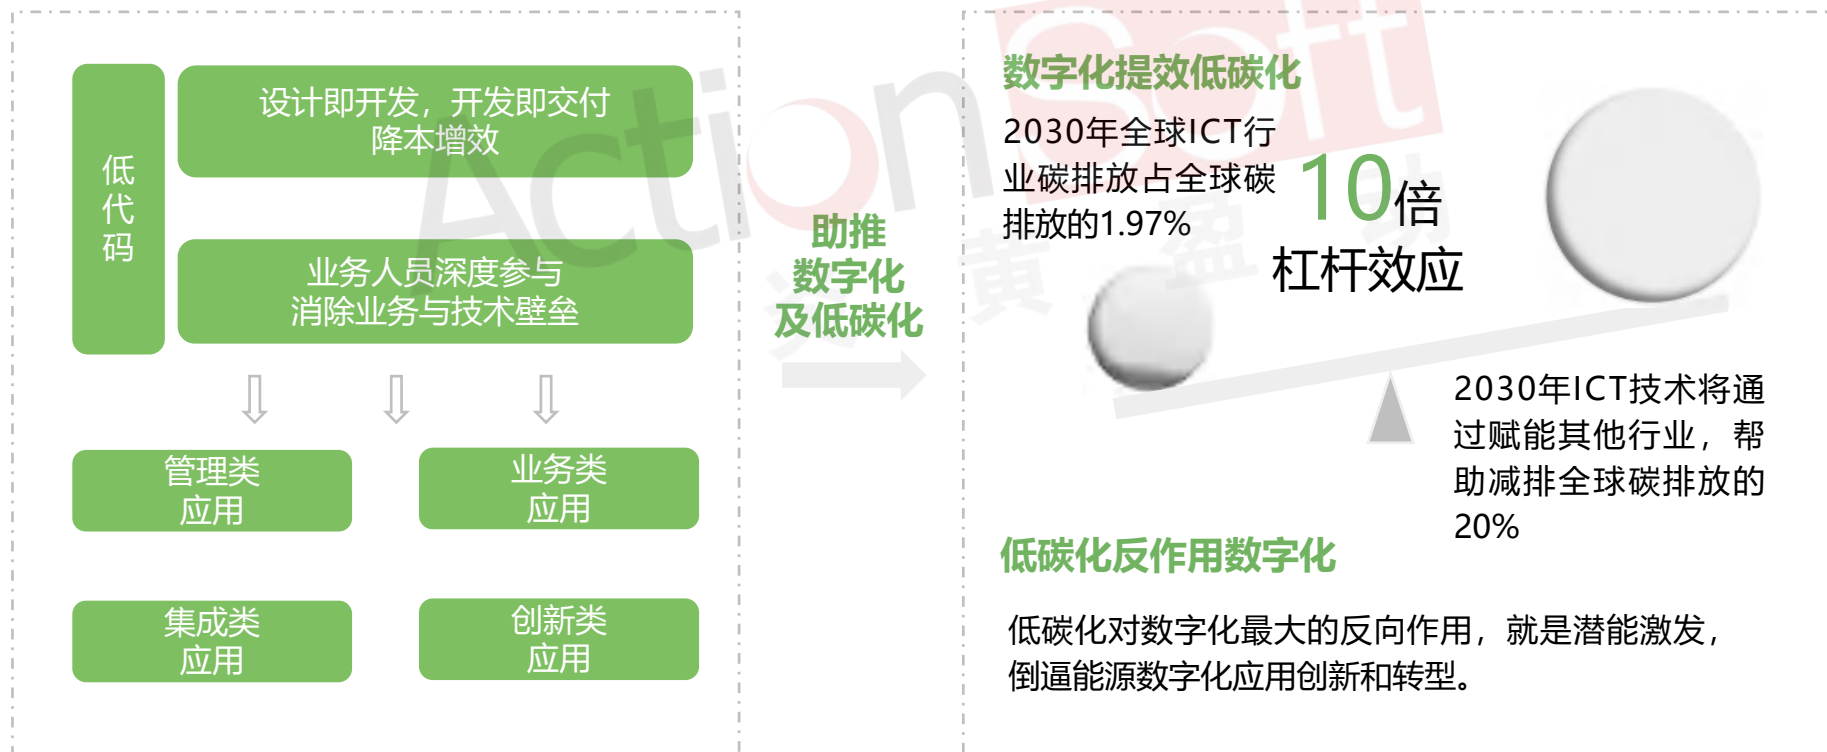 低
代
码
设计即开发，开发即交付
降本增效
业务人员深度参与
消除业务与技术壁垒
管理类
应用
业务类
应用
集成类
应用
创新类
应用
助推
数字化
及低碳化
数字化提效低碳化
2030年全球ICT行
业碳排放占全球碳
排放的1.97%
10倍
杠杆效应
2030年ICT技术将通
过赋能其他行业，帮
助减排全球碳排放的
20%
低碳化反作用数字化
低碳化对数字化最大的反向作用，就是潜能激发，
倒逼能源数字化应用创新和转型。
ActionSoft